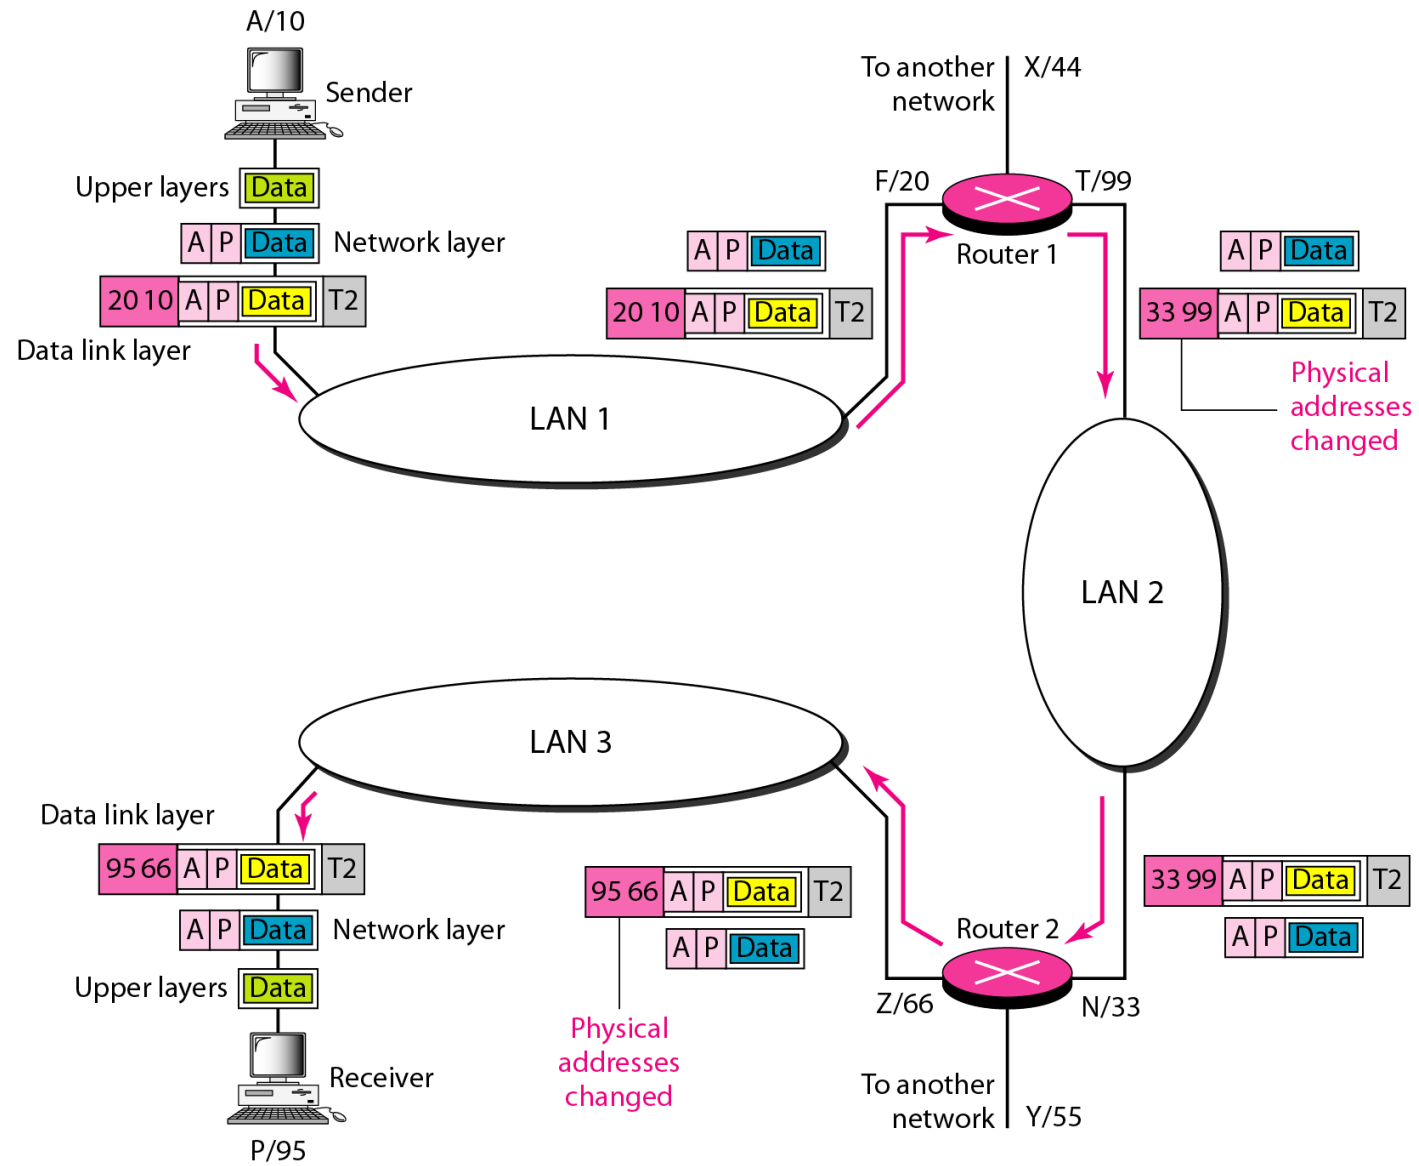 A/10
Sender
Upper layers
Data
A P Data
Network layer
20 10 A P Data T2
Data link layer
LAN 1
To another
network
X/44
F/20
T/99
Router 1
A P Data
20 10 A P Data T2
A P Data
33 99 A P Data T2
Physical
addresses
changed
LAN 2
LAN 3
Data link layer
95 66 A P Data T2
A P Data
Network layer
Upper layers
Data
Receiver
P/95
95 66 A P Data T2
A P Data
Physical
addresses
changed
33 99 A P Data T2
A P Data
Router 2
Z/66
N/33
To another
network
Y/55